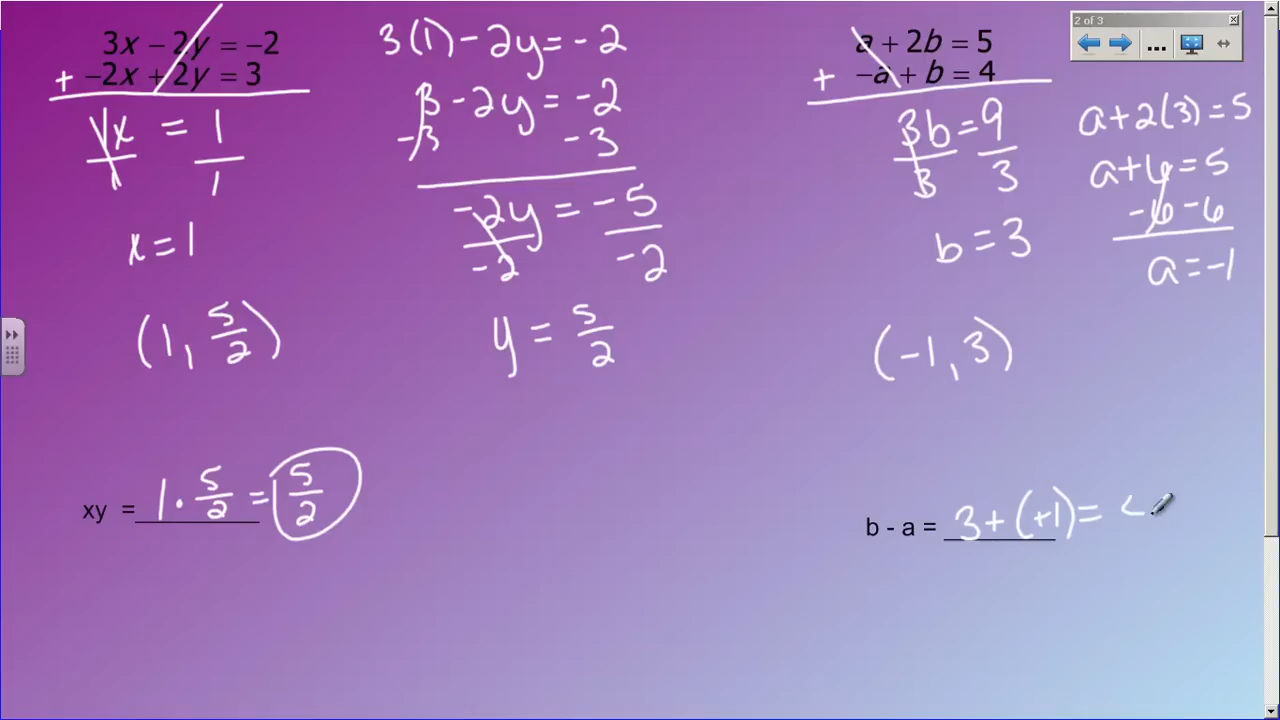 3x − 2y = −2
+ −2x + 2y = 3
1x = 1
1 1
x = 1
(1, 5/2)
xy = 1 · 5/2 = 5/2
3(1) − 2y = −2
3 − 2y = −2
−3 −3
−2y = −5
−2 −2
y = 5/2
a + 2b = 5
+ −a + b = 4
3b = 9
3 3
b = 3
(−1, 3)
b - a = 3 + (+1) =
2 of 3
a + 2(3) = 5
a + 6 = 5
−6 −6
a = −1